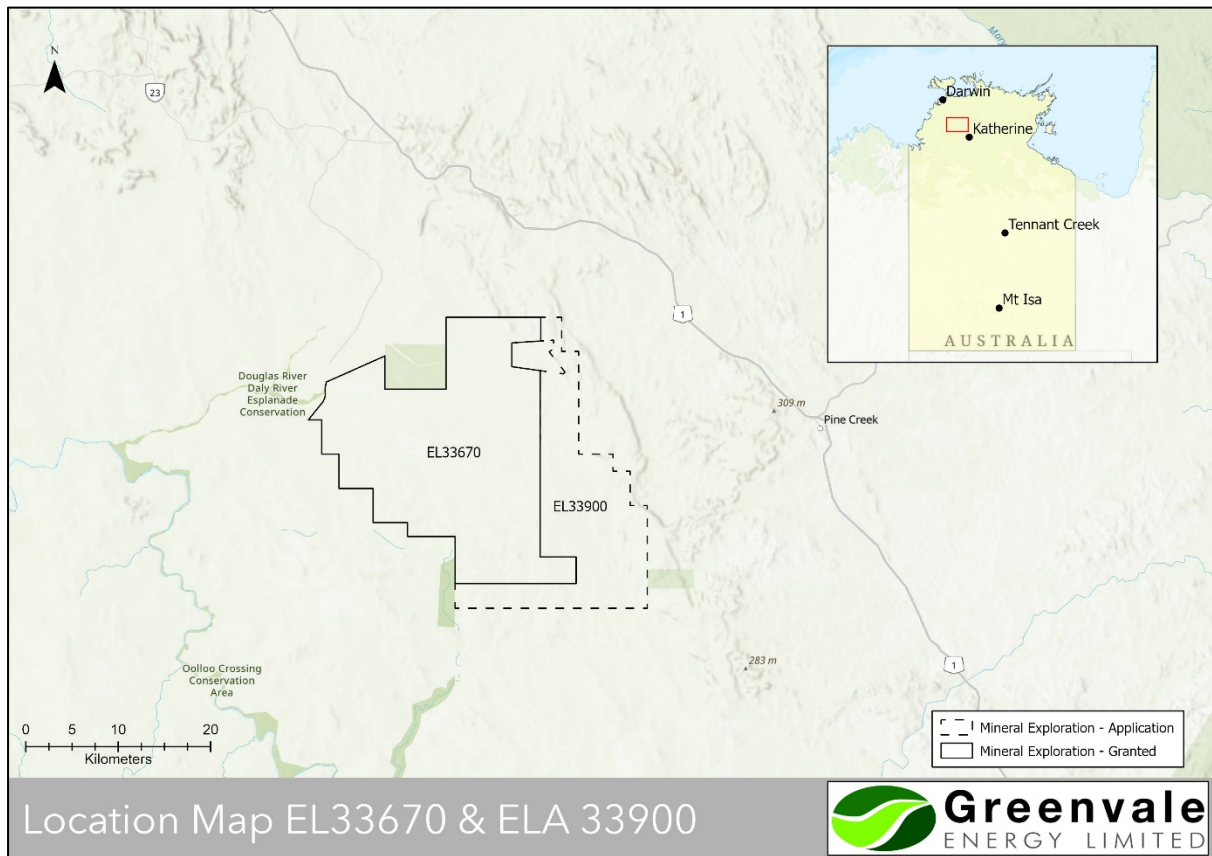 N
Mary
23
Darwin
Katherine
Tennant Creek
Mt Isa
AUSTRALIA
1
Douglas River
Daly River
Esplanade
Conservation
309 m
Pine Creek
EL33670
EL33900
Oolloo Crossing
Conservation
Area
283 m
1
0 5 10 20
Kilometers
Mineral Exploration - Application
Mineral Exploration - Granted
Location Map EL33670 & ELA 33900
Greenvale
ENERGY LIMITED